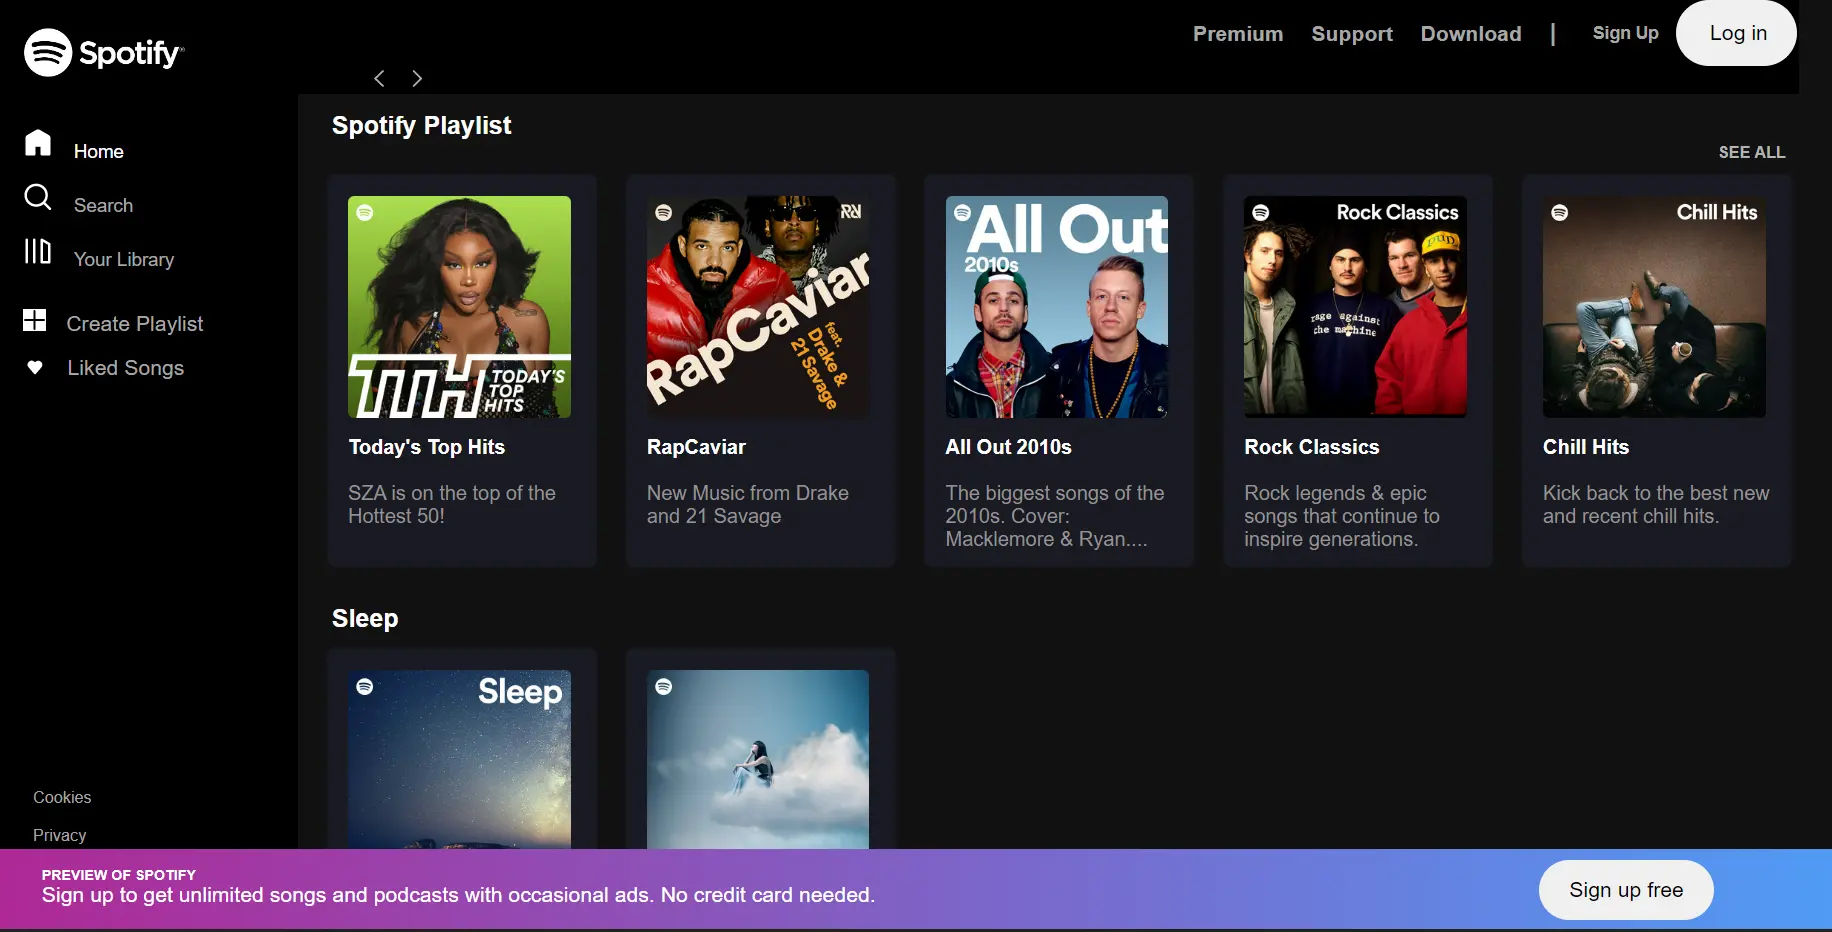 Spotify
Home
Search
Your Library
Create Playlist
Liked Songs
Cookies
Privacy
Premium
Support
Download
|
Sign Up
Log in
Spotify Playlist
SEE ALL
TTH TODAY'S
TOP
HITS
Today's Top Hits
SZA is on the top of the
Hottest 50!
RapCaviar
feat.
Drake &
21 Savage
RapCaviar
New Music from Drake
and 21 Savage
All Out
2010s
All Out 2010s
The biggest songs of the
2010s. Cover:
Macklemore & Ryan....
Rock Classics
rage against
the machine
Rock Classics
Rock legends & epic
songs that continue to
inspire generations.
Chill Hits
Chill Hits
Kick back to the best new
and recent chill hits.
Sleep
Sleep
PREVIEW OF SPOTIFY
Sign up to get unlimited songs and podcasts with occasional ads. No credit card needed.
Sign up free